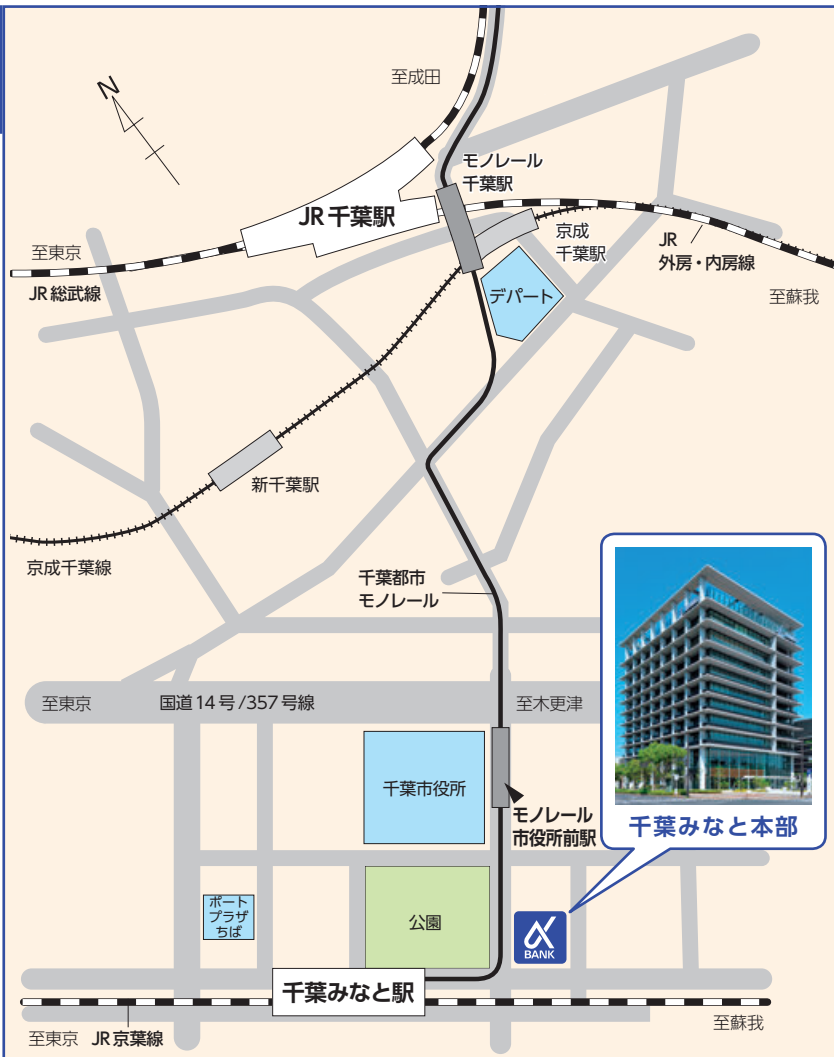 至成田
N
モノレール
千葉駅
JR千葉駅
京成
千葉駅
JR
外房・内房線
至東京
JR総武線
至蘇我
デパート
新千葉駅
京成千葉線
千葉都市
モノレール
至東京
国道14号/357号線
至木更津
千葉市役所
モノレール
市役所前駅
千葉みなと本部
ポート
プラザ
ちば
公園
BANK
千葉みなと駅
至東京
JR京葉線
至蘇我